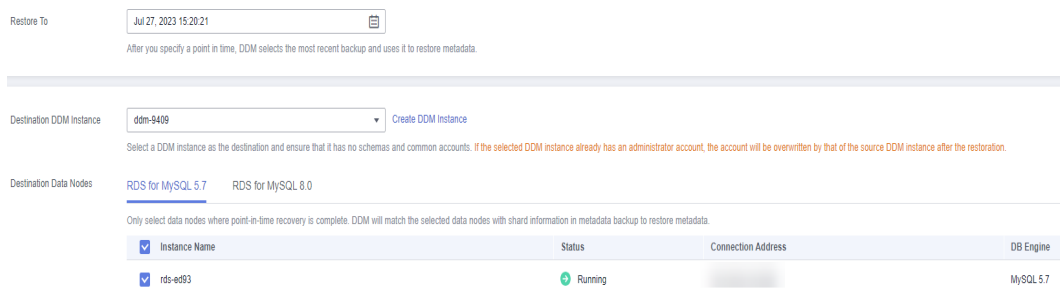 Restore To
Jul 27, 2023 15:20:21
After you specify a point in time, DDM selects the most recent backup and uses it to restore metadata.
Destination DDM Instance
ddm-9409
Create DDM Instance
Select a DDM instance as the destination and ensure that it has no schemas and common accounts. If the selected DDM instance already has an administrator account, the account will be overwritten by that of the source DDM instance after the restoration.
Destination Data Nodes
RDS for MySQL 5.7
RDS for MySQL 8.0
Only select data nodes where point-in-time recovery is complete. DDM will match the selected data nodes with shard information in metadata backup to restore metadata.
Instance Name Status Connection Address DB Engine
rds-ed93 Running MySQL 5.7